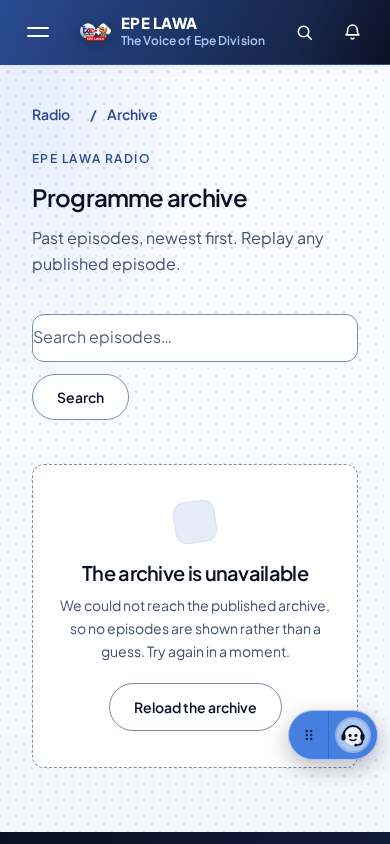 EPE LAWA
The Voice of Epe Division
Radio / Archive
EPE LAWA RADIO
Programme archive
Past episodes, newest first. Replay any
published episode.
Search episodes…
Search
The archive is unavailable
We could not reach the published archive,
so no episodes are shown rather than a
guess. Try again in a moment.
Reload the archive